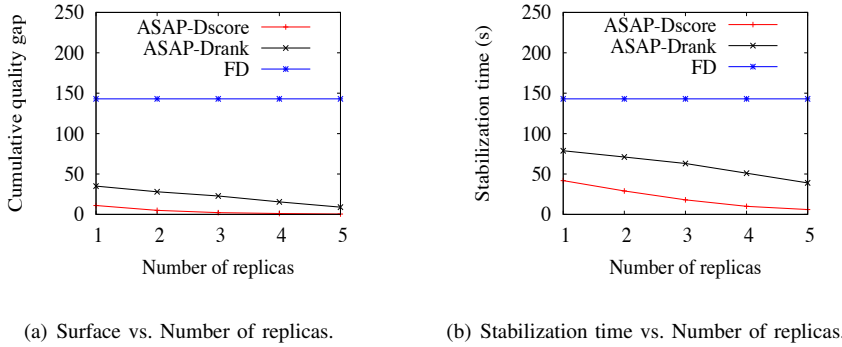 250
200
150
100
50
0
1 2 3 4 5
Cumulative quality gap
Number of replicas
ASAP-Dscore
ASAP-Drank
FD
(a) Surface vs. Number of replicas.
250
200
150
100
50
0
1 2 3 4 5
Stabilization time (s)
Number of replicas
ASAP-Dscore
ASAP-Drank
FD
(b) Stabilization time vs. Number of replicas.